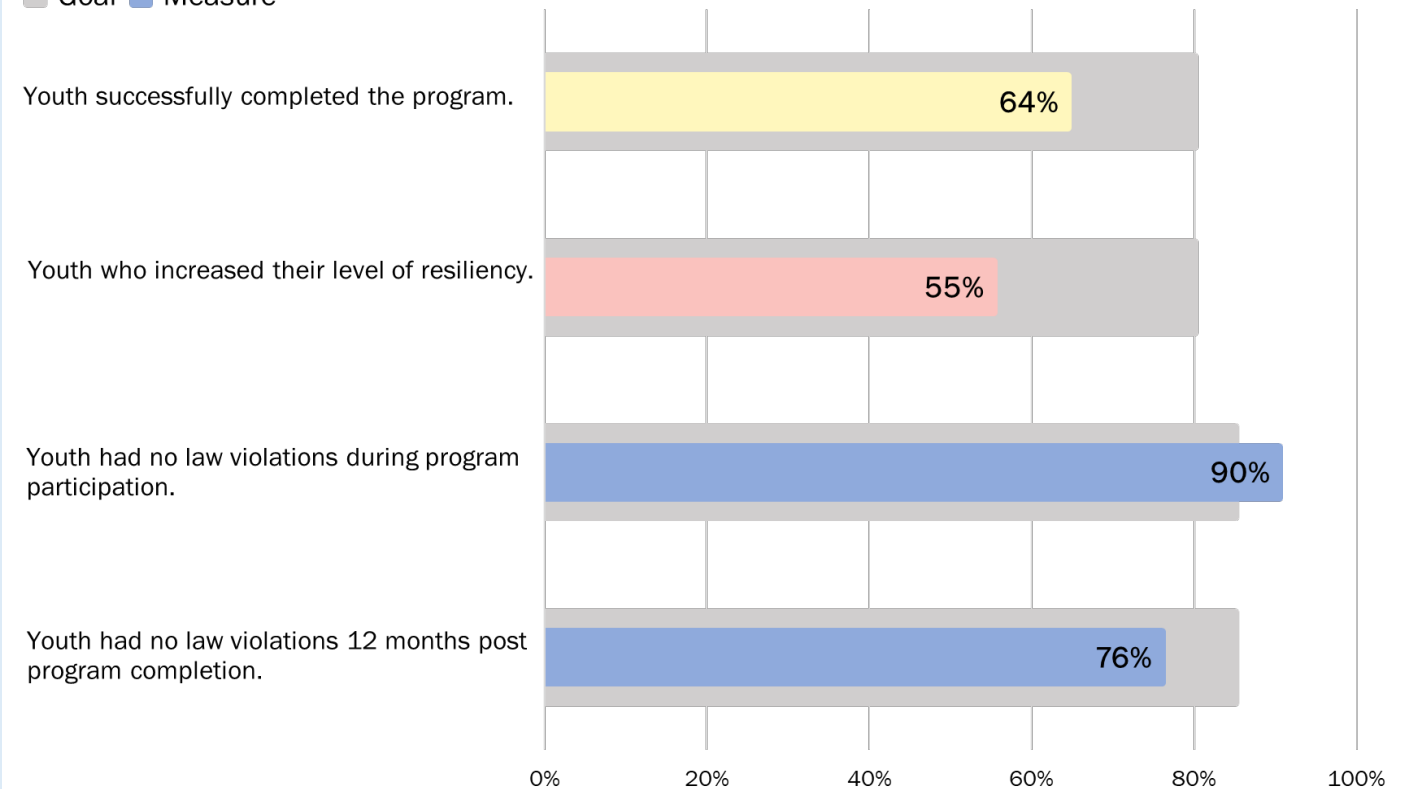 Goal Measure
Youth successfully completed the program.
64%
Youth who increased their level of resiliency.
55%
Youth had no law violations during program
participation.
90%
Youth had no law violations 12 months post
program completion.
76%
0% 20% 40% 60% 80% 100%